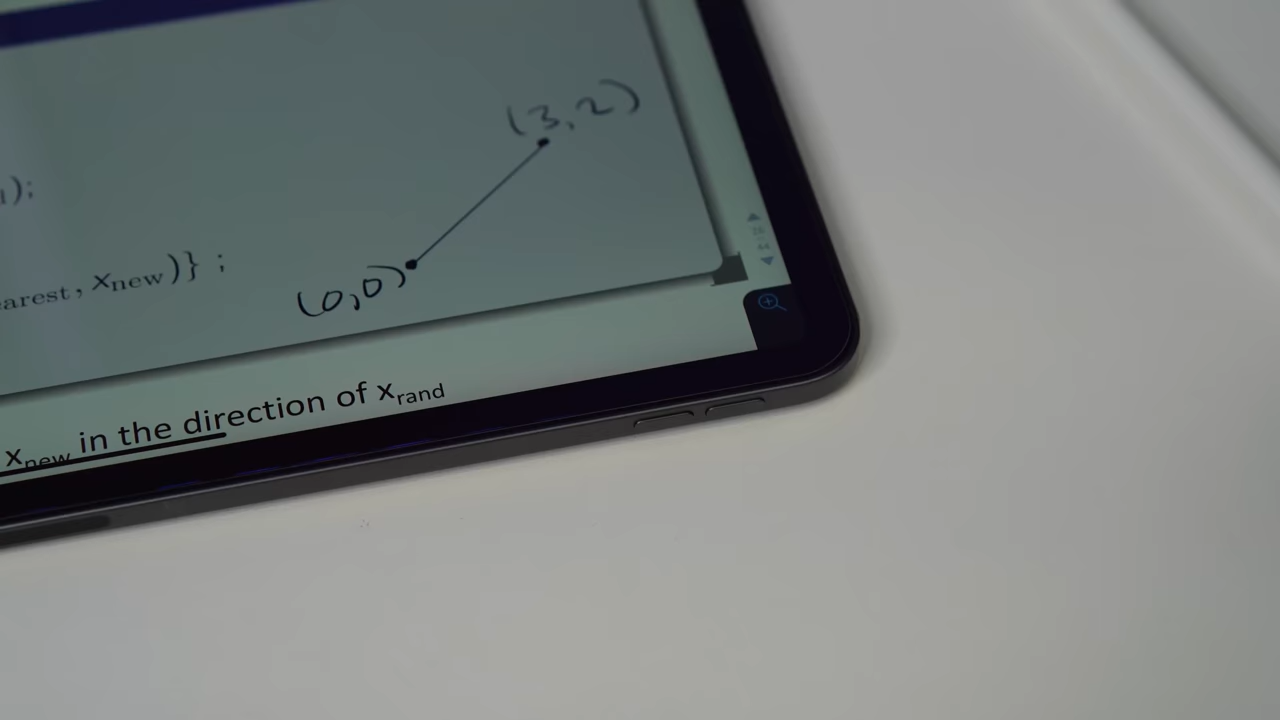 (3,2)
);
earest, xnew)} ;
(0,0)
xnew in the direction of xrand